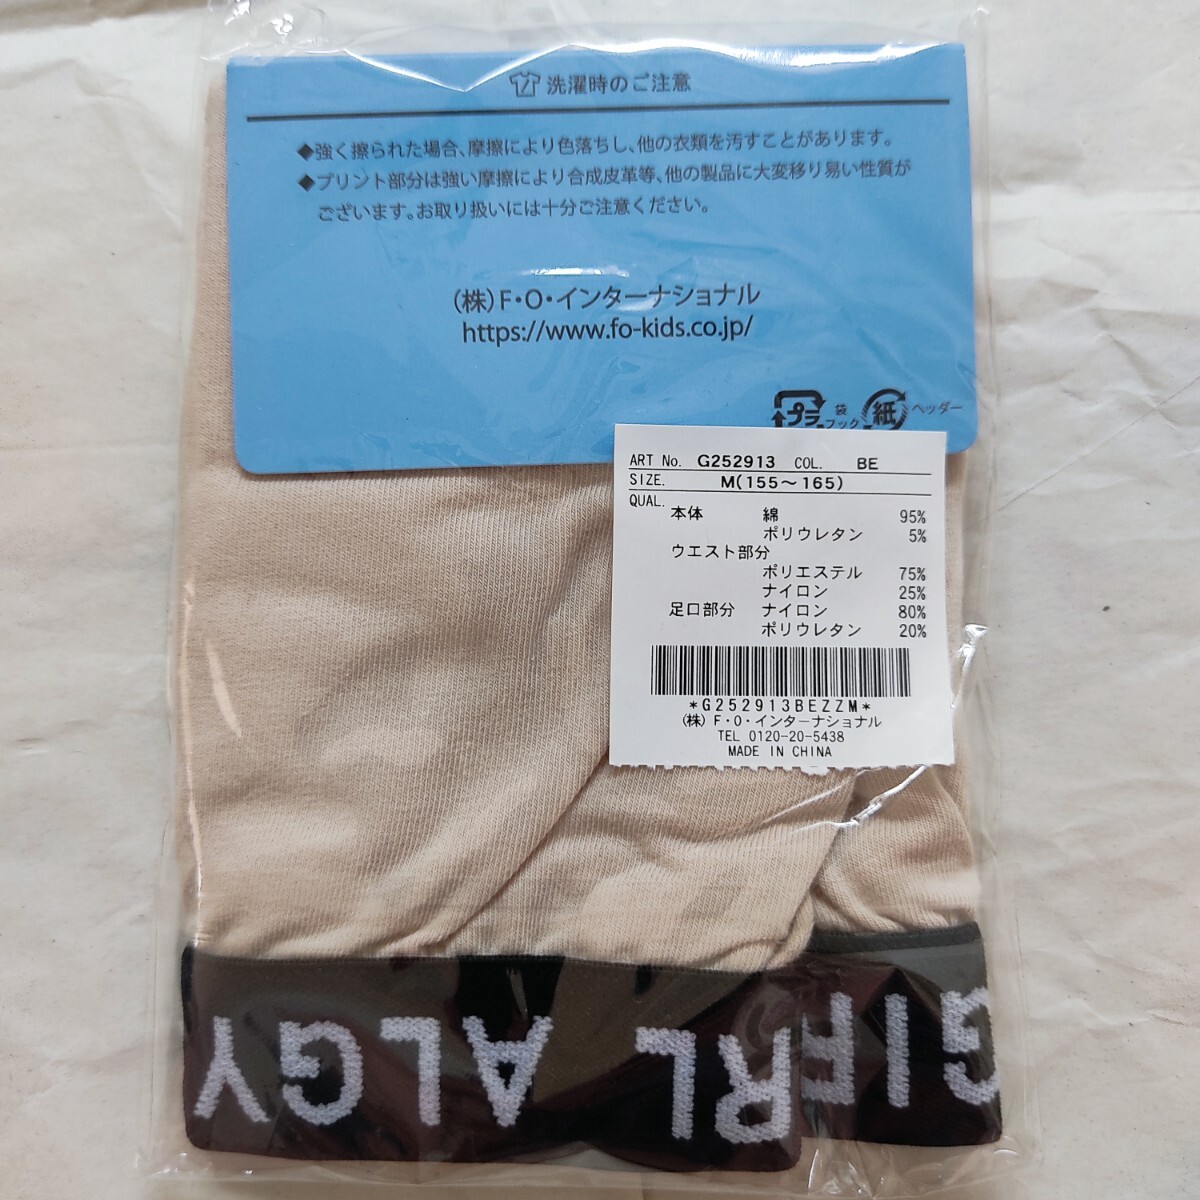 洗濯時のご注意
◆強く擦られた場合、摩擦により色落ちし、他の衣類を汚すことがあります。
◆プリント部分は強い摩擦により合成皮革等、他の製品に大変移り易い性質が
ございます。お取り扱いには十分ご注意ください。
(株)F・O・インターナショナル
https://www.fo-kids.co.jp/
プラ 袋 フック 紙 ヘッダー
ART No. G252913 COL. BE
SIZE. M(155〜165)
QUAL.
本体 綿 95%
ポリウレタン 5%
ウエスト部分
ポリエステル 75%
ナイロン 25%
足口部分 ナイロン 80%
ポリウレタン 20%
*G252913BEZZM*
(株)F・O・インターナショナル
TEL 0120-20-5438
MADE IN CHINA
RL ALGY
GI